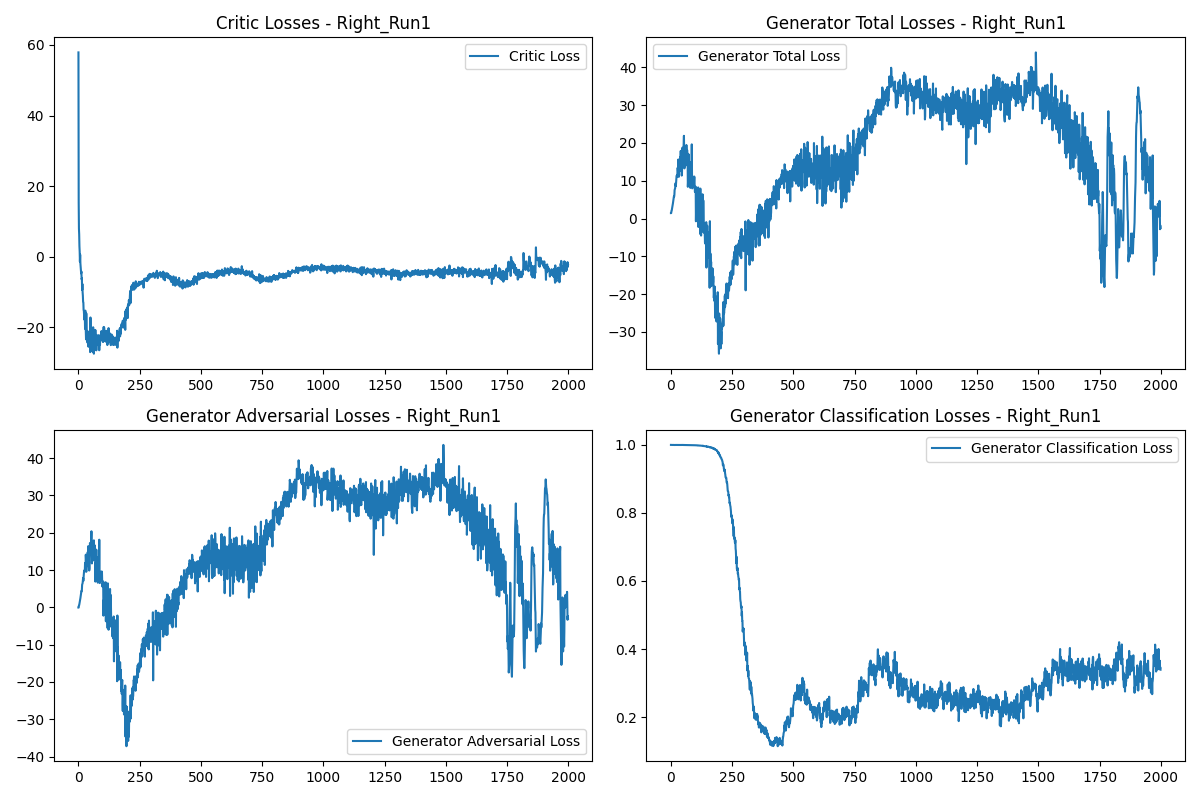 Critic Losses - Right_Run1
Critic Loss
60
40
20
0
−20
0 250 500 750 1000 1250 1500 1750 2000
Generator Total Losses - Right_Run1
Generator Total Loss
40
30
20
10
0
−10
−20
−30
0 250 500 750 1000 1250 1500 1750 2000
Generator Adversarial Losses - Right_Run1
40
30
20
10
0
−10
−20
−30
−40
Generator Adversarial Loss
0 250 500 750 1000 1250 1500 1750 2000
Generator Classification Losses - Right_Run1
Generator Classification Loss
1.0
0.8
0.6
0.4
0.2
0 250 500 750 1000 1250 1500 1750 2000